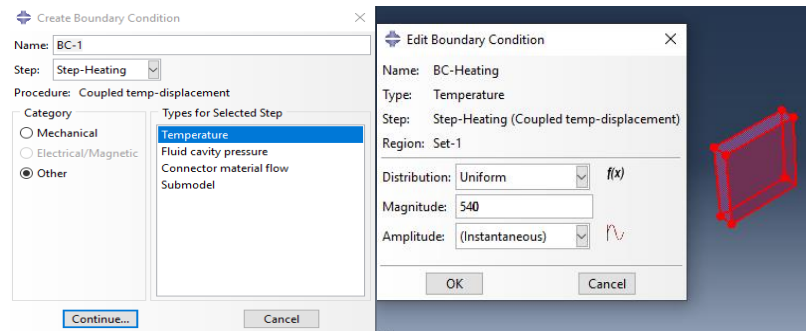 Create Boundary Condition
Name: BC-1
Step: Step-Heating
Procedure: Coupled temp-displacement
Category
Mechanical
Electrical/Magnetic
Other
Types for Selected Step
Temperature
Fluid cavity pressure
Connector material flow
Submodel
Continue...
Cancel
Edit Boundary Condition
Name: BC-Heating
Type: Temperature
Step: Step-Heating (Coupled temp-displacement)
Region: Set-1
Distribution: Uniform f(x)
Magnitude: 540
Amplitude: (Instantaneous)
OK
Cancel